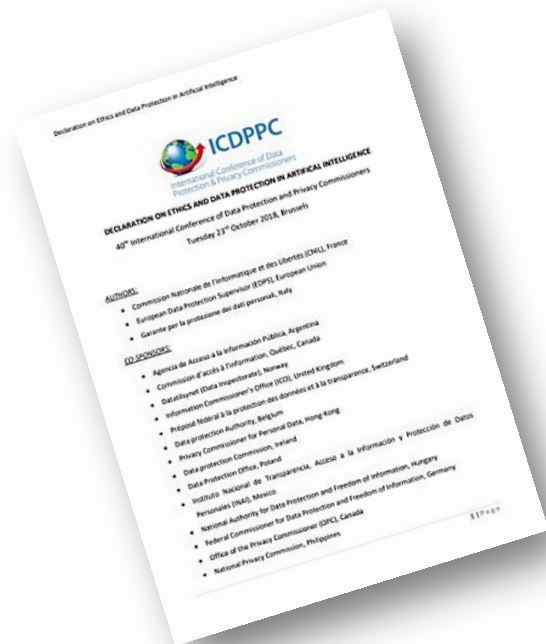 Declaration on Ethics and Data Protection in Artificial Intelligence
ICDPPC
International Conference of Data
Protection & Privacy Commissioners
DECLARATION ON ETHICS AND DATA PROTECTION IN ARTIFICAL INTELLIGENCE
40th International Conference of Data Protection and Privacy Commissioners
Tuesday 23rd October 2018, Brussels
AUTHORS:
• Commission Nationale de l'Informatique et des Libertés (CNIL), France
• European Data Protection Supervisor (EDPS), European Union
• Garante per la protezione dei dati personali, Italy
CO-SPONSORS:
• Agencia de Acceso a la Información Pública, Argentina
• Commission d'accès à l'information, Québec, Canada
• Datatilsynet (Data Inspectorate), Norway
• Information Commissioner's Office (ICO), United Kingdom
• Préposé fédéral à la protection des données et à la transparence, Switzerland
• Data protection Authority, Belgium
• Privacy Commissioner for Personal Data, Hong Kong
• Data protection Commission, Ireland
• Data Protection Office, Poland
• Instituto Nacional de Transparencia, Acceso a la Información y Protección de Datos
Personales (INAI), Mexico
• National Authority for Data Protection and Freedom of Information, Hungary
• Federal Commissioner for Data Protection and Freedom of Information, Germany
• Office of the Privacy Commissioner (OPC), Canada
• National Privacy Commission, Philippines
1 | Page